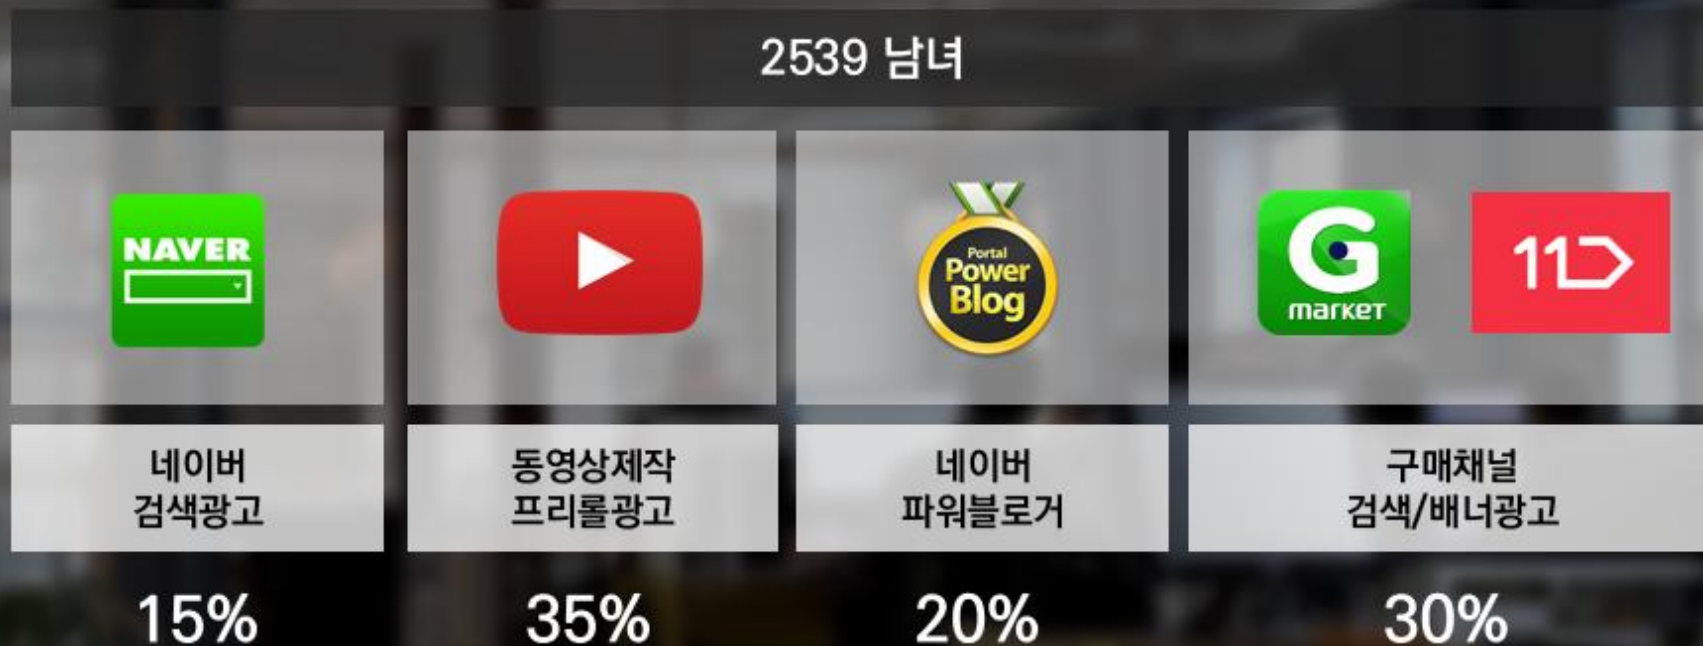 2539 남녀
NAVER
Portal
Power
Blog
G
market
11
네이버
검색광고
동영상제작
프리롤광고
네이버
파워블로거
구매채널
검색/배너광고
15%
35%
20%
30%